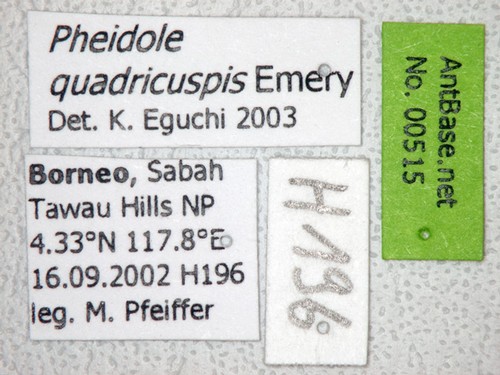 Pheidole
quadricuspis Emery
Det. K. Eguchi 2003
Borneo, Sabah
Tawau Hills NP
4.33°N 117.8°E
16.09.2002 H196
leg. M. Pfeiffer
H196
AntBase.net
No. 00515